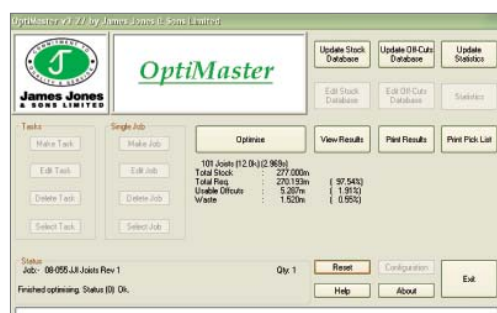 OptiMaster v3.27 by James Jones & Sons Limited
COMMITMENT TO
QUALITY & SERVICE
J
James Jones
& SONS LIMITED
OptiMaster
Update Stock Database
Update Off-Cuts Database
Update Statistics
Edit Stock Database
Edit Off-Cuts Database
Statistics
Tasks
Make Task
Edit Task
Delete Task
Select Task
Single Job
Make Job
Edit Job
Delete Job
Select Job
Optimise
View Results
Print Results
Print Pick List
101 Joists (12.0k) (2.969s)
Total Stock : 277.000m
Total Req. : 270.193m ( 97.54%)
Usable Offcuts : 5.287m ( 1.91%)
Waste : 1.520m ( 0.55%)
Status
Job:- 08-055 JJI Joists Rev 1
Qty: 1
Finished optimising. Status (0) Ok.
Reset
Configuration
Exit
Help
About